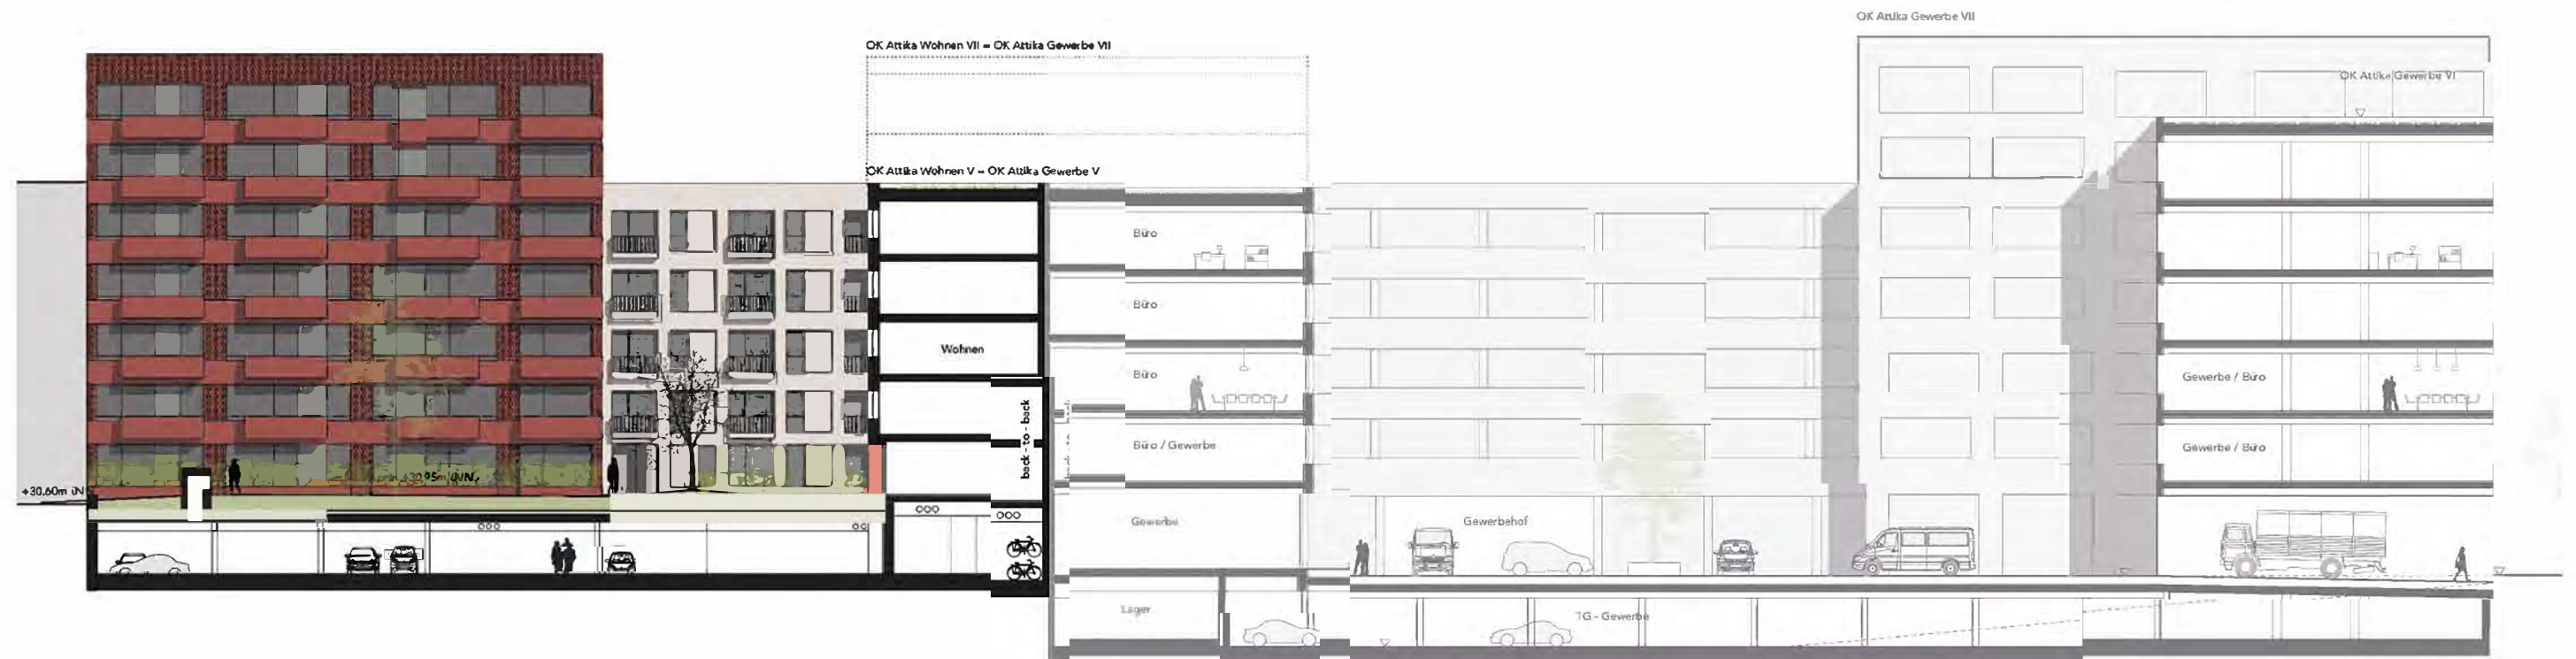 OK Attika Gewerbe VII
OK Attika Wohnen VII = OK Attika Gewerbe VII
OK Attika Gewerbe VI
OK Attika Wohnen V = OK Attika Gewerbe V
Büro
Büro
Wohnen
Büro
Gewerbe / Büro
back - to - back
Büro / Gewerbe
Gewerbe / Büro
+30,60m üN
Gewerbe
Gewerbehof
Lager
TG - Gewerbe